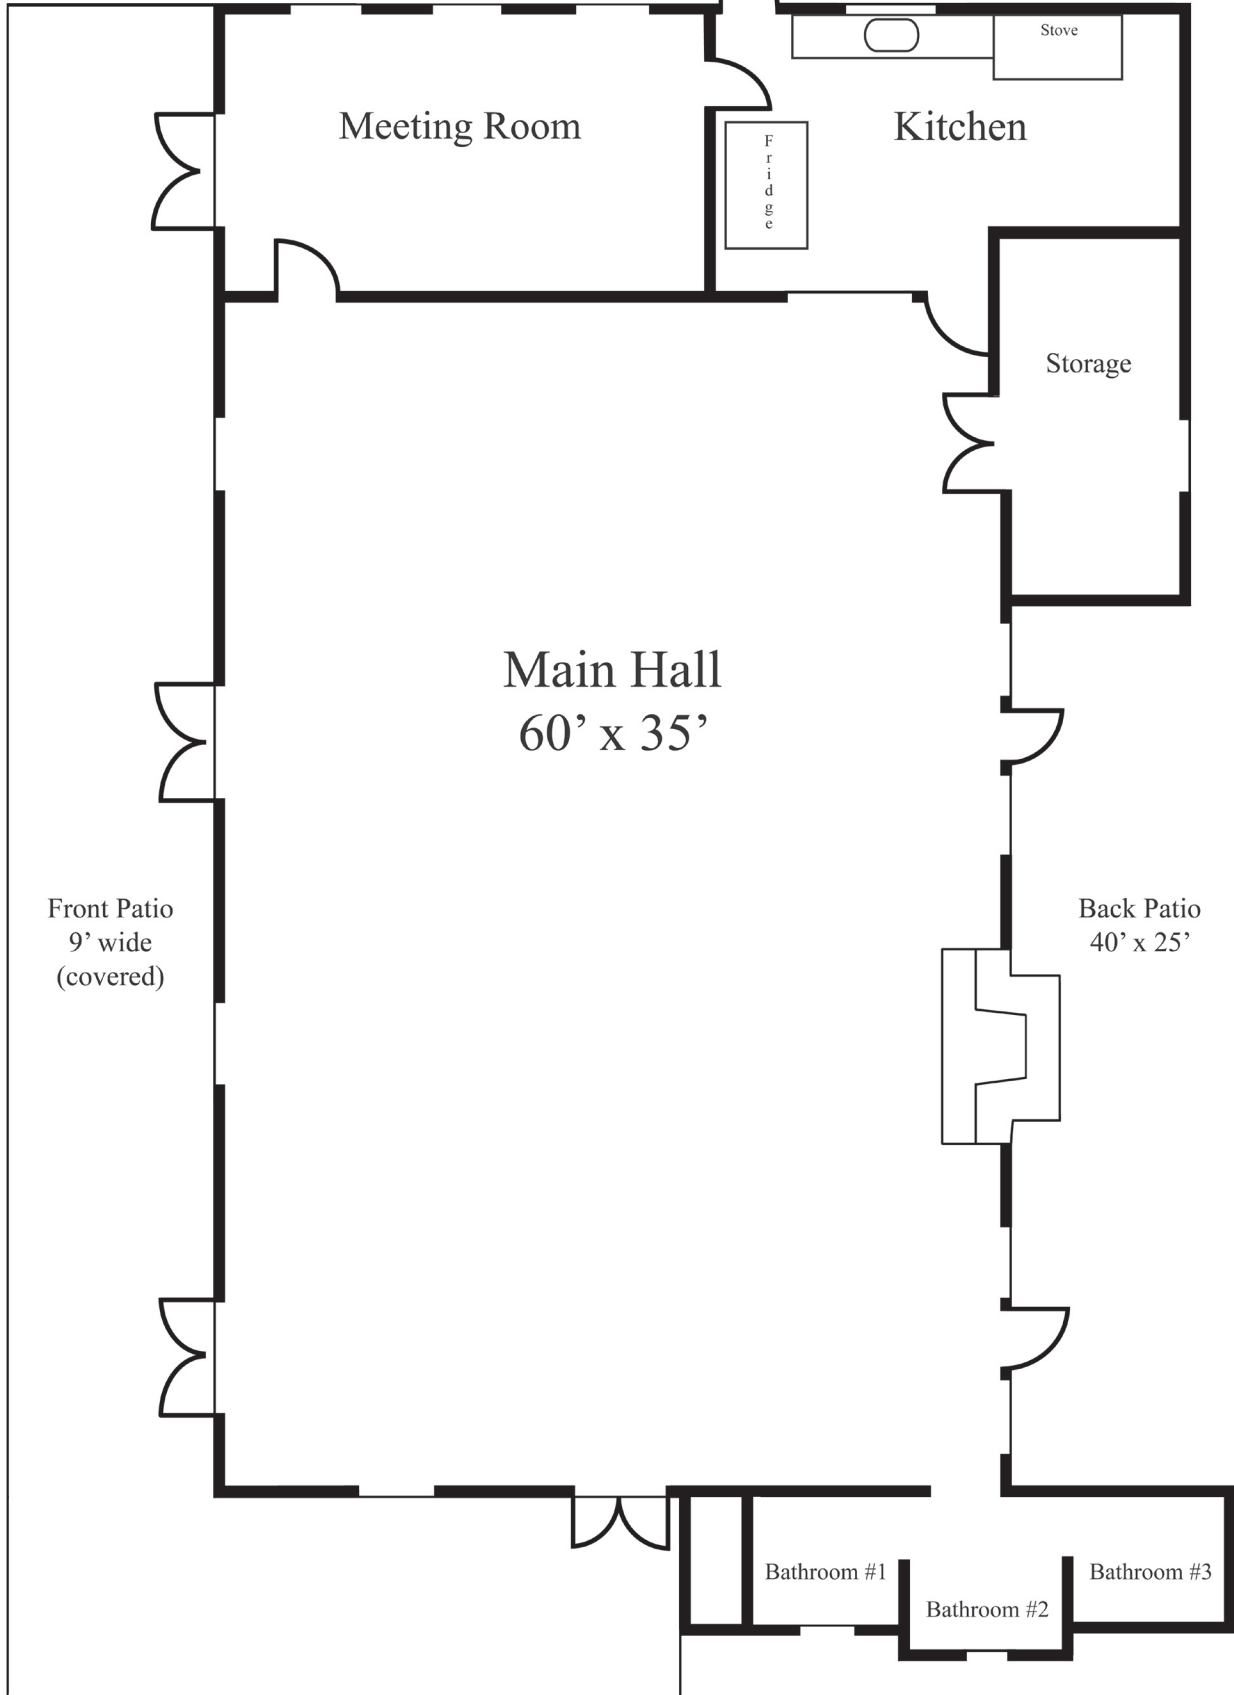 Stove
Meeting Room
Kitchen
Fridge
Storage
Main Hall
60’ x 35’
Front Patio
9’ wide
(covered)
Back Patio
40’ x 25’
Bathroom #1
Bathroom #2
Bathroom #3